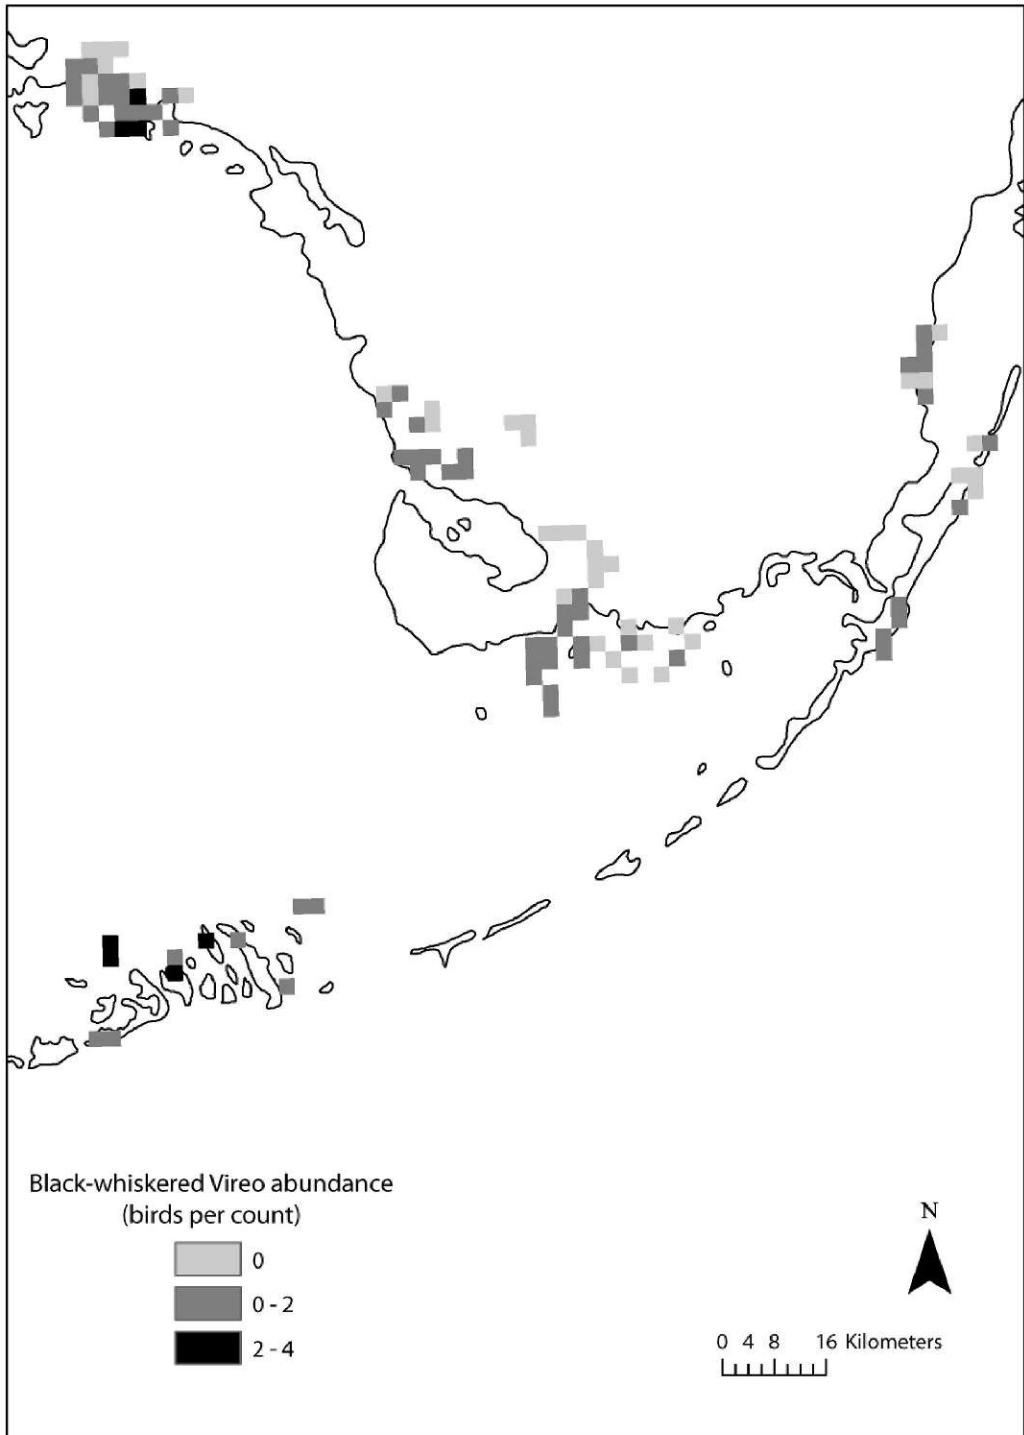 Black-whiskered Vireo abundance
(birds per count)
0
0 - 2
2 - 4
N
0 4 8 16 Kilometers